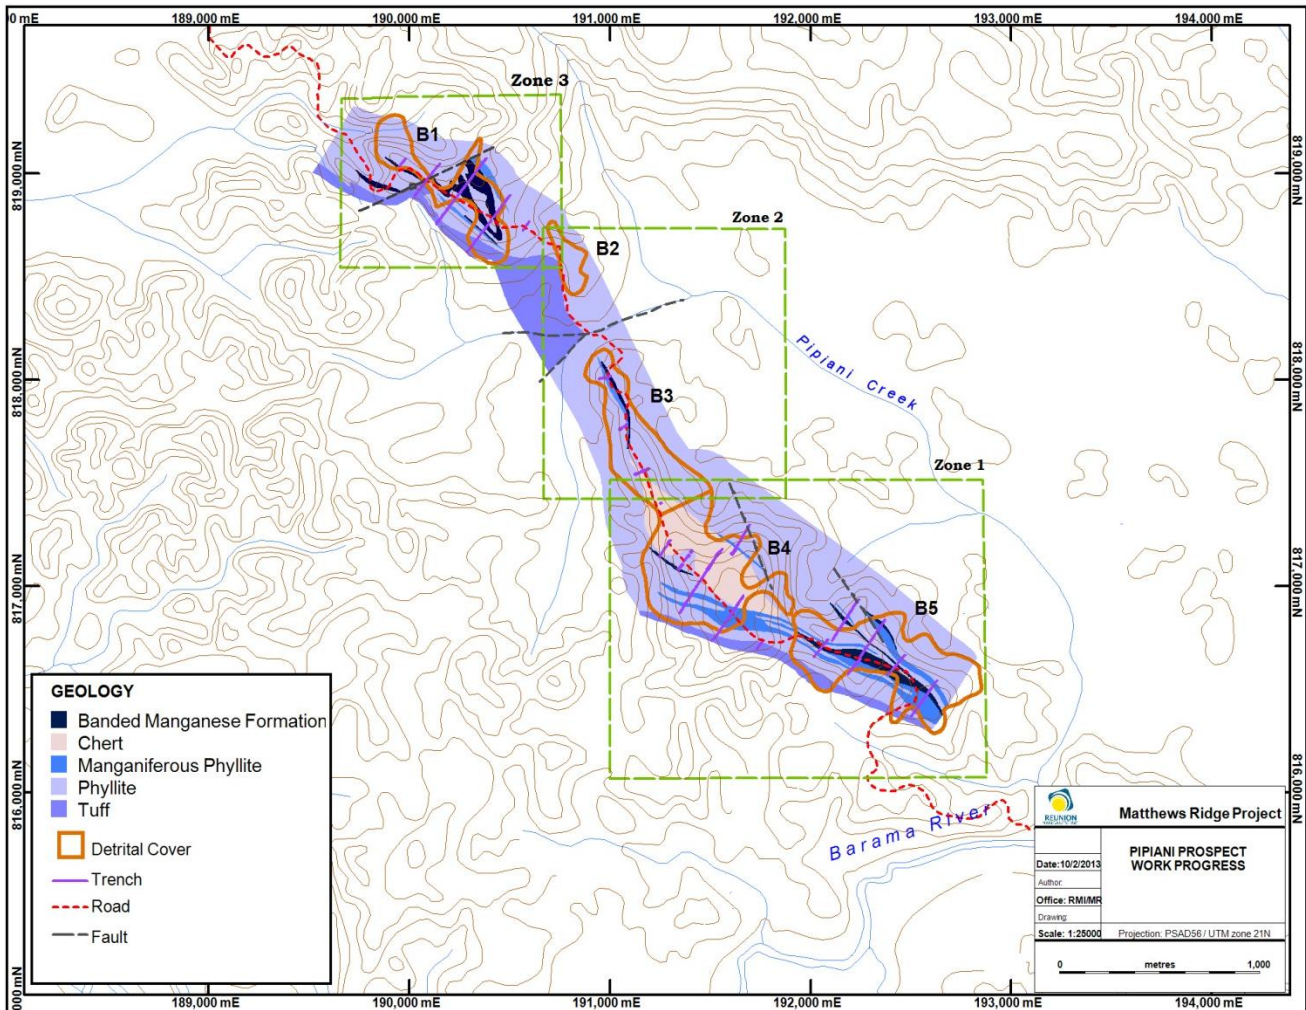 0 mE
189,000 mE
190,000 mE
191,000 mE
192,000 mE
193,000 mE
194,000 mE
819,000 mN
819,000 mN
818,000 mN
818,000 mN
817,000 mN
817,000 mN
816,000 mN
816,000 mN
Zone 3
B1
Zone 2
B2
Pipiani Creek
B3
Zone 1
B4
B5
Barama River
GEOLOGY
Banded Manganese Formation
Chert
Manganiferous Phyllite
Phyllite
Tuff
Detrital Cover
Trench
Road
Fault
REUNION
Matthews Ridge Project
PIPIANI PROSPECT
WORK PROGRESS
Date:10/2/2013
Author:
Office: RMI/MR
Drawing:
Scale: 1:25000
Projection: PSAD56 / UTM zone 21N
0 metres 1,000
000 mN
189,000 mE
190,000 mE
191,000 mE
192,000 mE
193,000 mE
194,000 mE